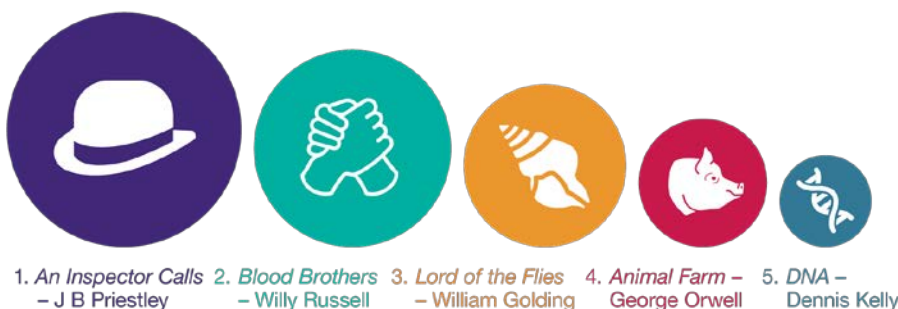 1. An Inspector Calls
– J B Priestley
2. Blood Brothers
– Willy Russell
3. Lord of the Flies
– William Golding
4. Animal Farm –
George Orwell
5. DNA –
Dennis Kelly